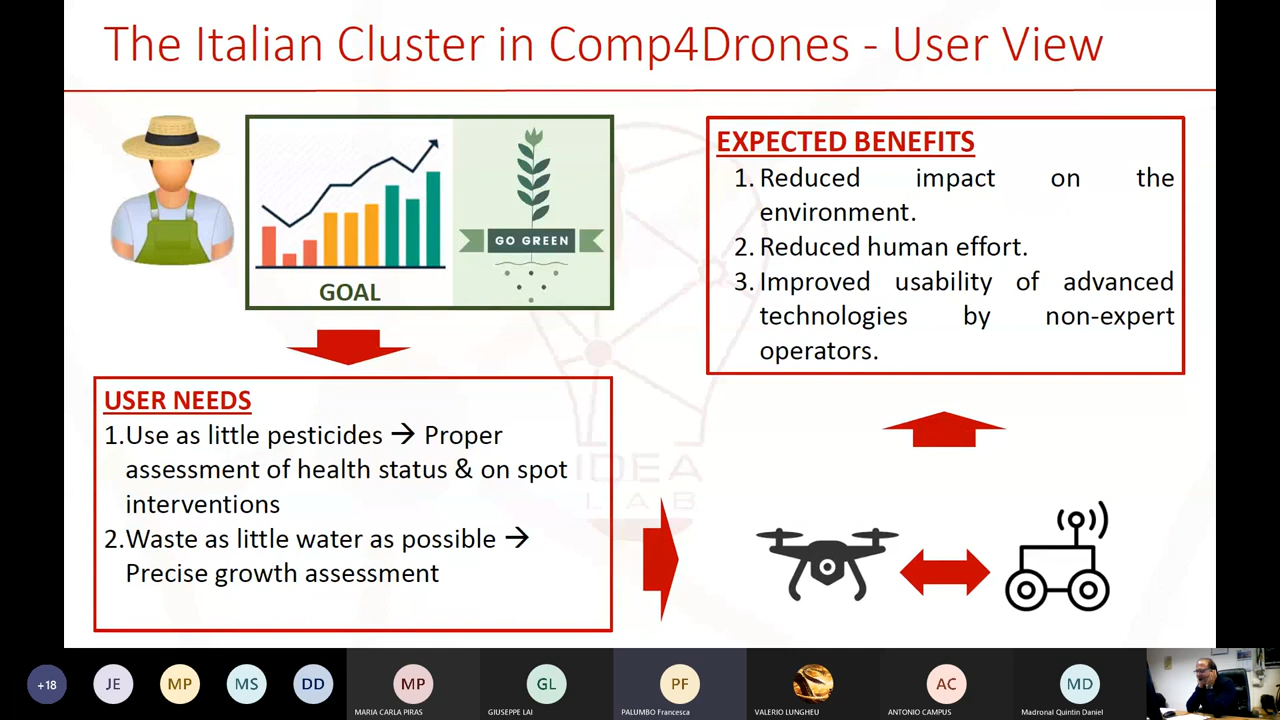 The Italian Cluster in Comp4Drones - User View
GO GREEN
GOAL
EXPECTED BENEFITS
1. Reduced impact on the
environment.
2. Reduced human effort.
3. Improved usability of advanced
technologies by non-expert
operators.
USER NEEDS
1.Use as little pesticides → Proper
assessment of health status & on spot
interventions
2.Waste as little water as possible →
Precise growth assessment
IDEA
LAB
+18
JE
MP
MS
DD
MP
MARIA CARLA PIRAS
GL
GIUSEPPE LAI
PF
PALUMBO Francesca
VALERIO LUNGHEU
AC
ANTONIO CAMPUS
MD
Madronal Quintin Daniel